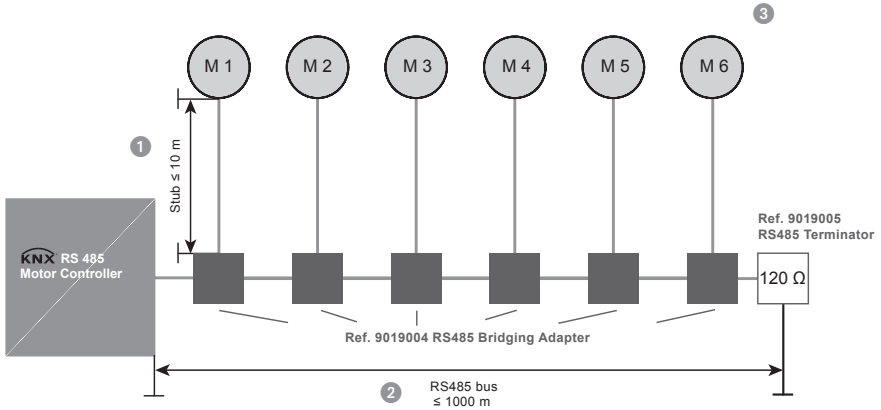 3
M 1 M 2 M 3 M 4 M 5 M 6
1
Stub ≤ 10 m
KNX RS 485
Motor Controller
Ref. 9019005
RS485 Terminator
120 Ω
Ref. 9019004 RS485 Bridging Adapter
2
RS485 bus
≤ 1000 m